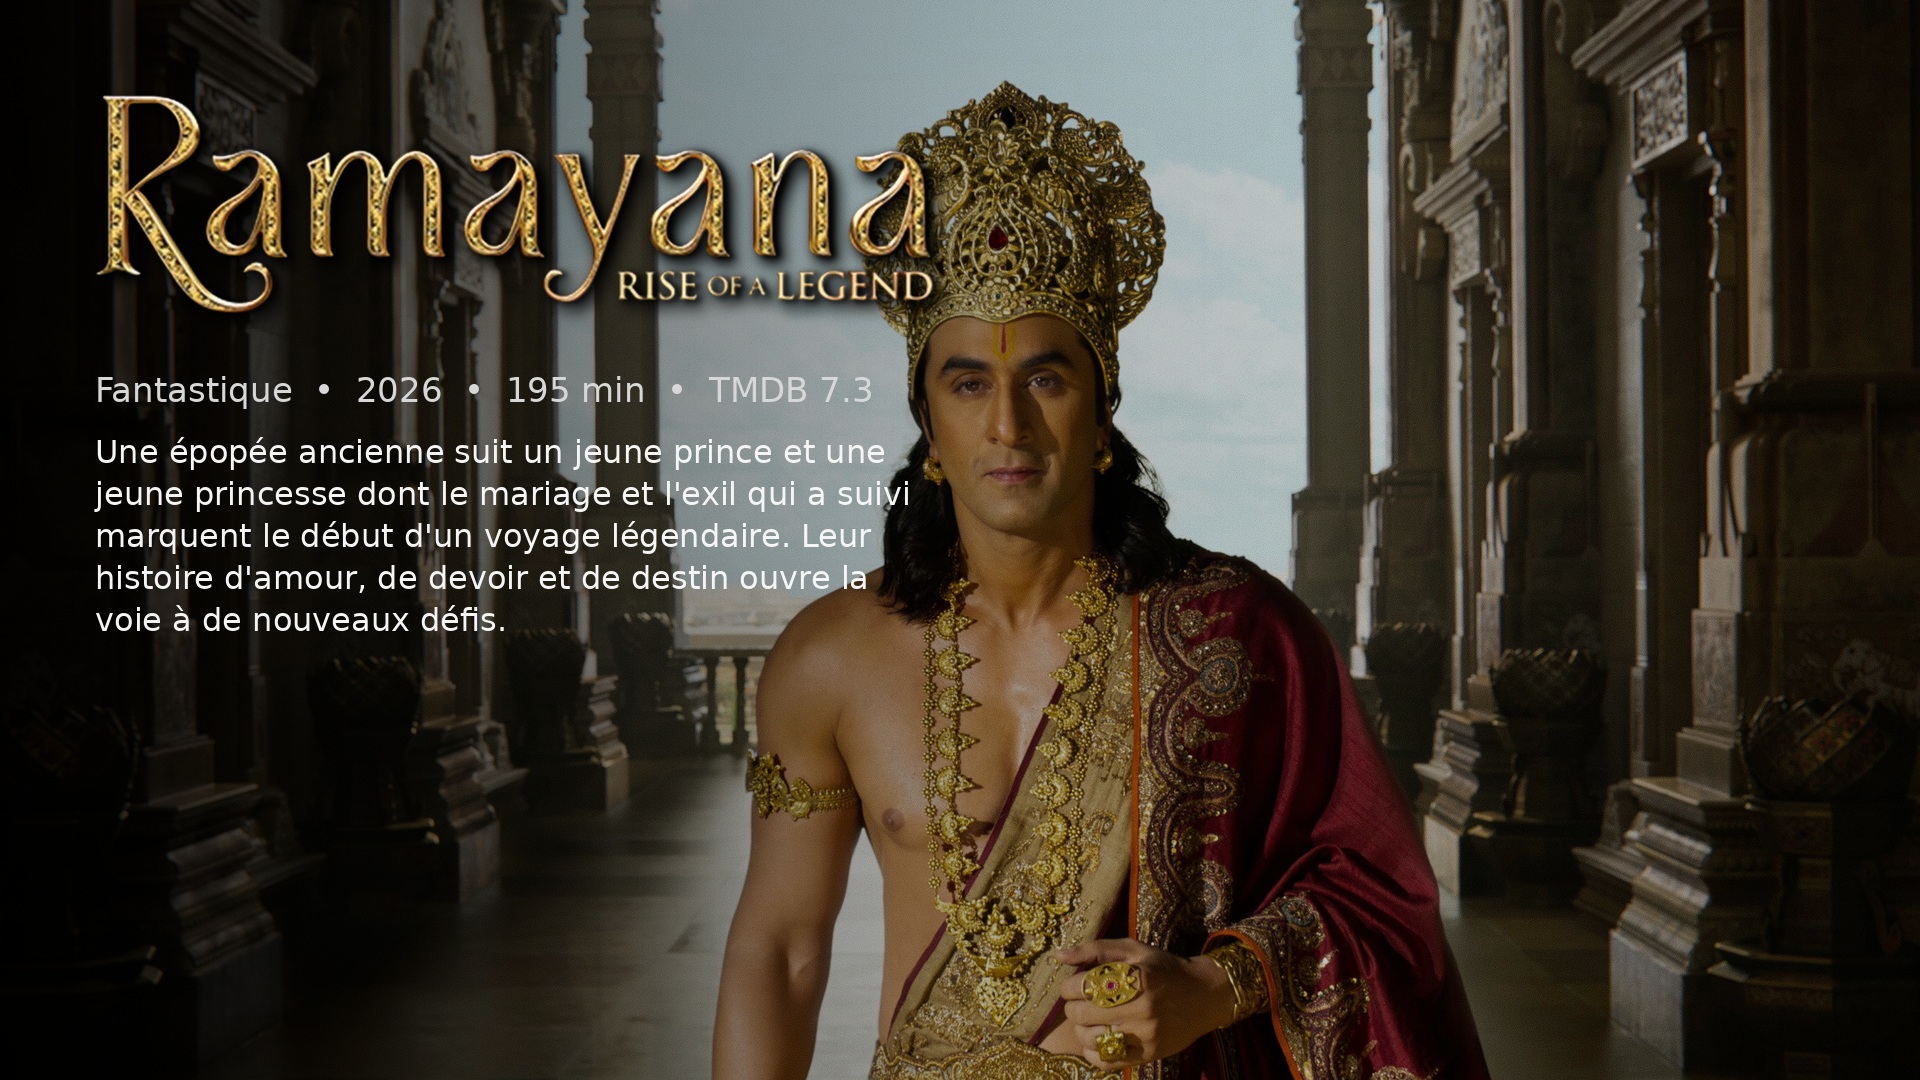 Ramayana
RISE OF A LEGEND
Fantastique • 2026 • 195 min • TMDB 7.3
Une épopée ancienne suit un jeune prince et une
jeune princesse dont le mariage et l'exil qui a suivi
marquent le début d'un voyage légendaire. Leur
histoire d'amour, de devoir et de destin ouvre la
voie à de nouveaux défis.